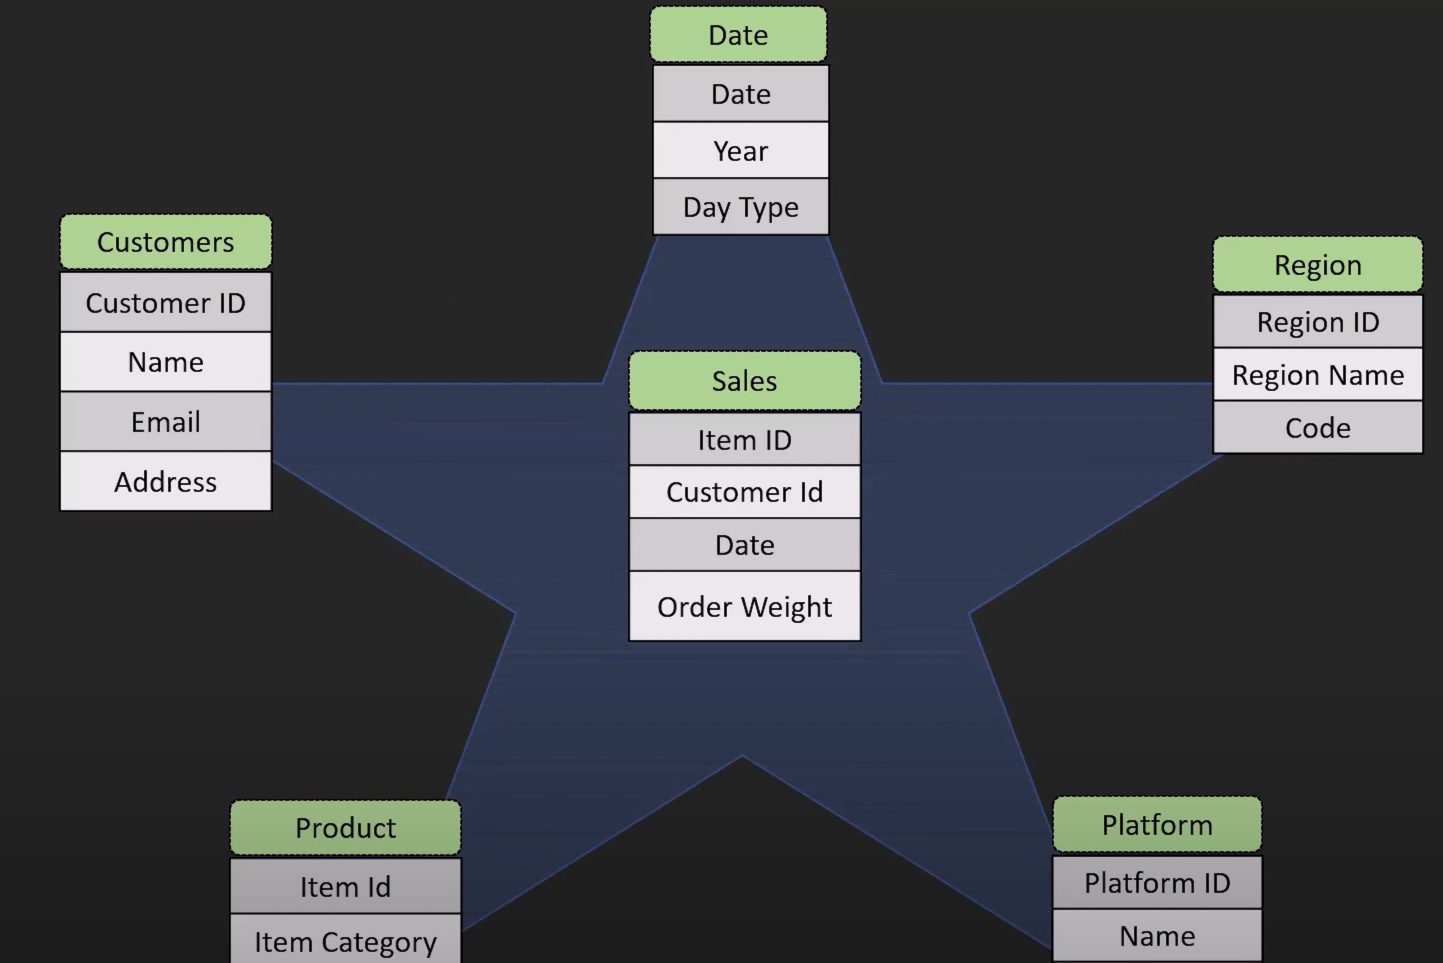 Date
Date
Year
Day Type
Customers
Customer ID
Name
Email
Address
Region
Region ID
Region Name
Code
Sales
Item ID
Customer Id
Date
Order Weight
Product
Item Id
Item Category
Platform
Platform ID
Name